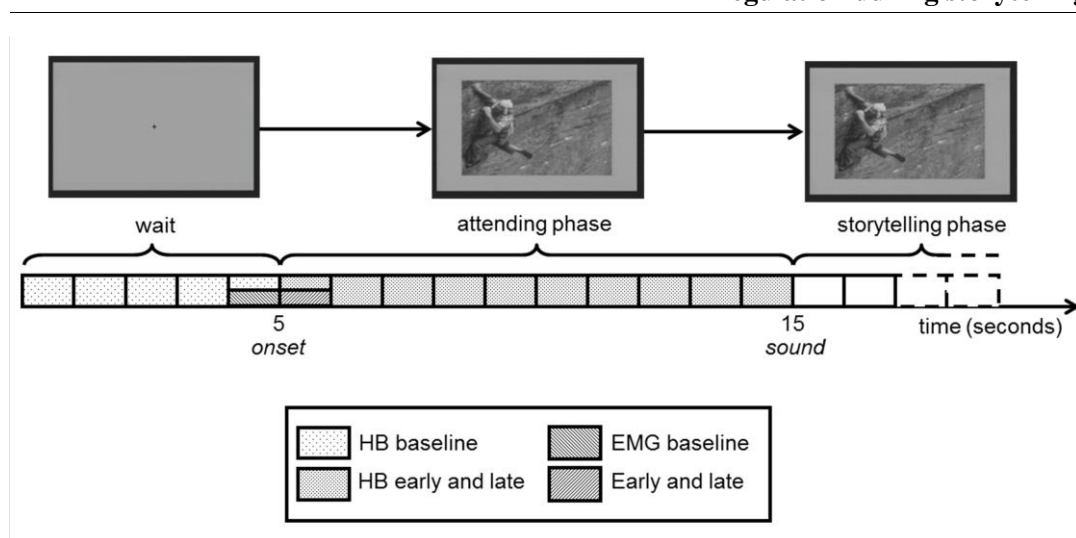 wait
attending phase
storytelling phase
5
15
time (seconds)
onset
sound
HB baseline
EMG baseline
HB early and late
Early and late